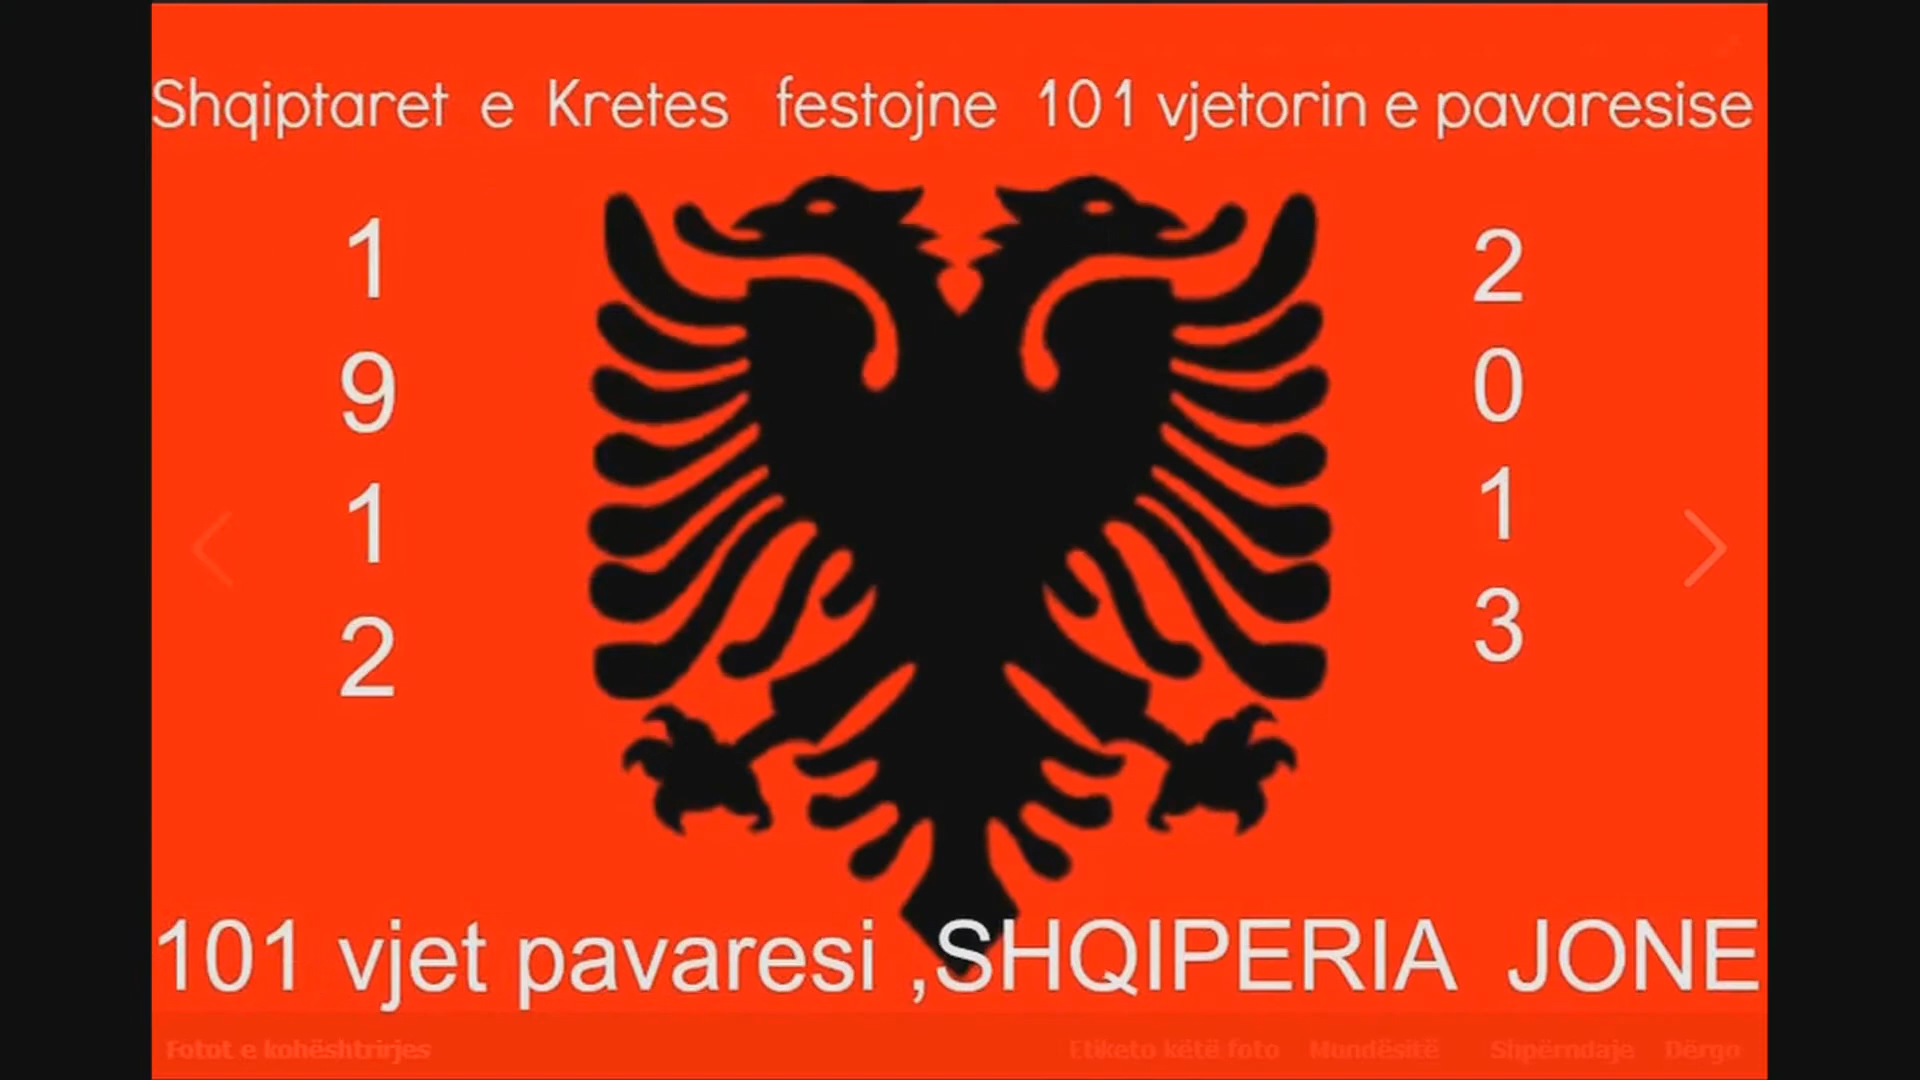 Shqiptaret e Kretes festojne 101 vjetorin e pavaresise
1
9
1
2
2
0
1
3
101 vjet pavaresi ,SHQIPERIA JONE
Fotot e kohështrirjes Etiketo këtë foto Mundësitë Shpërndaje Dërgo